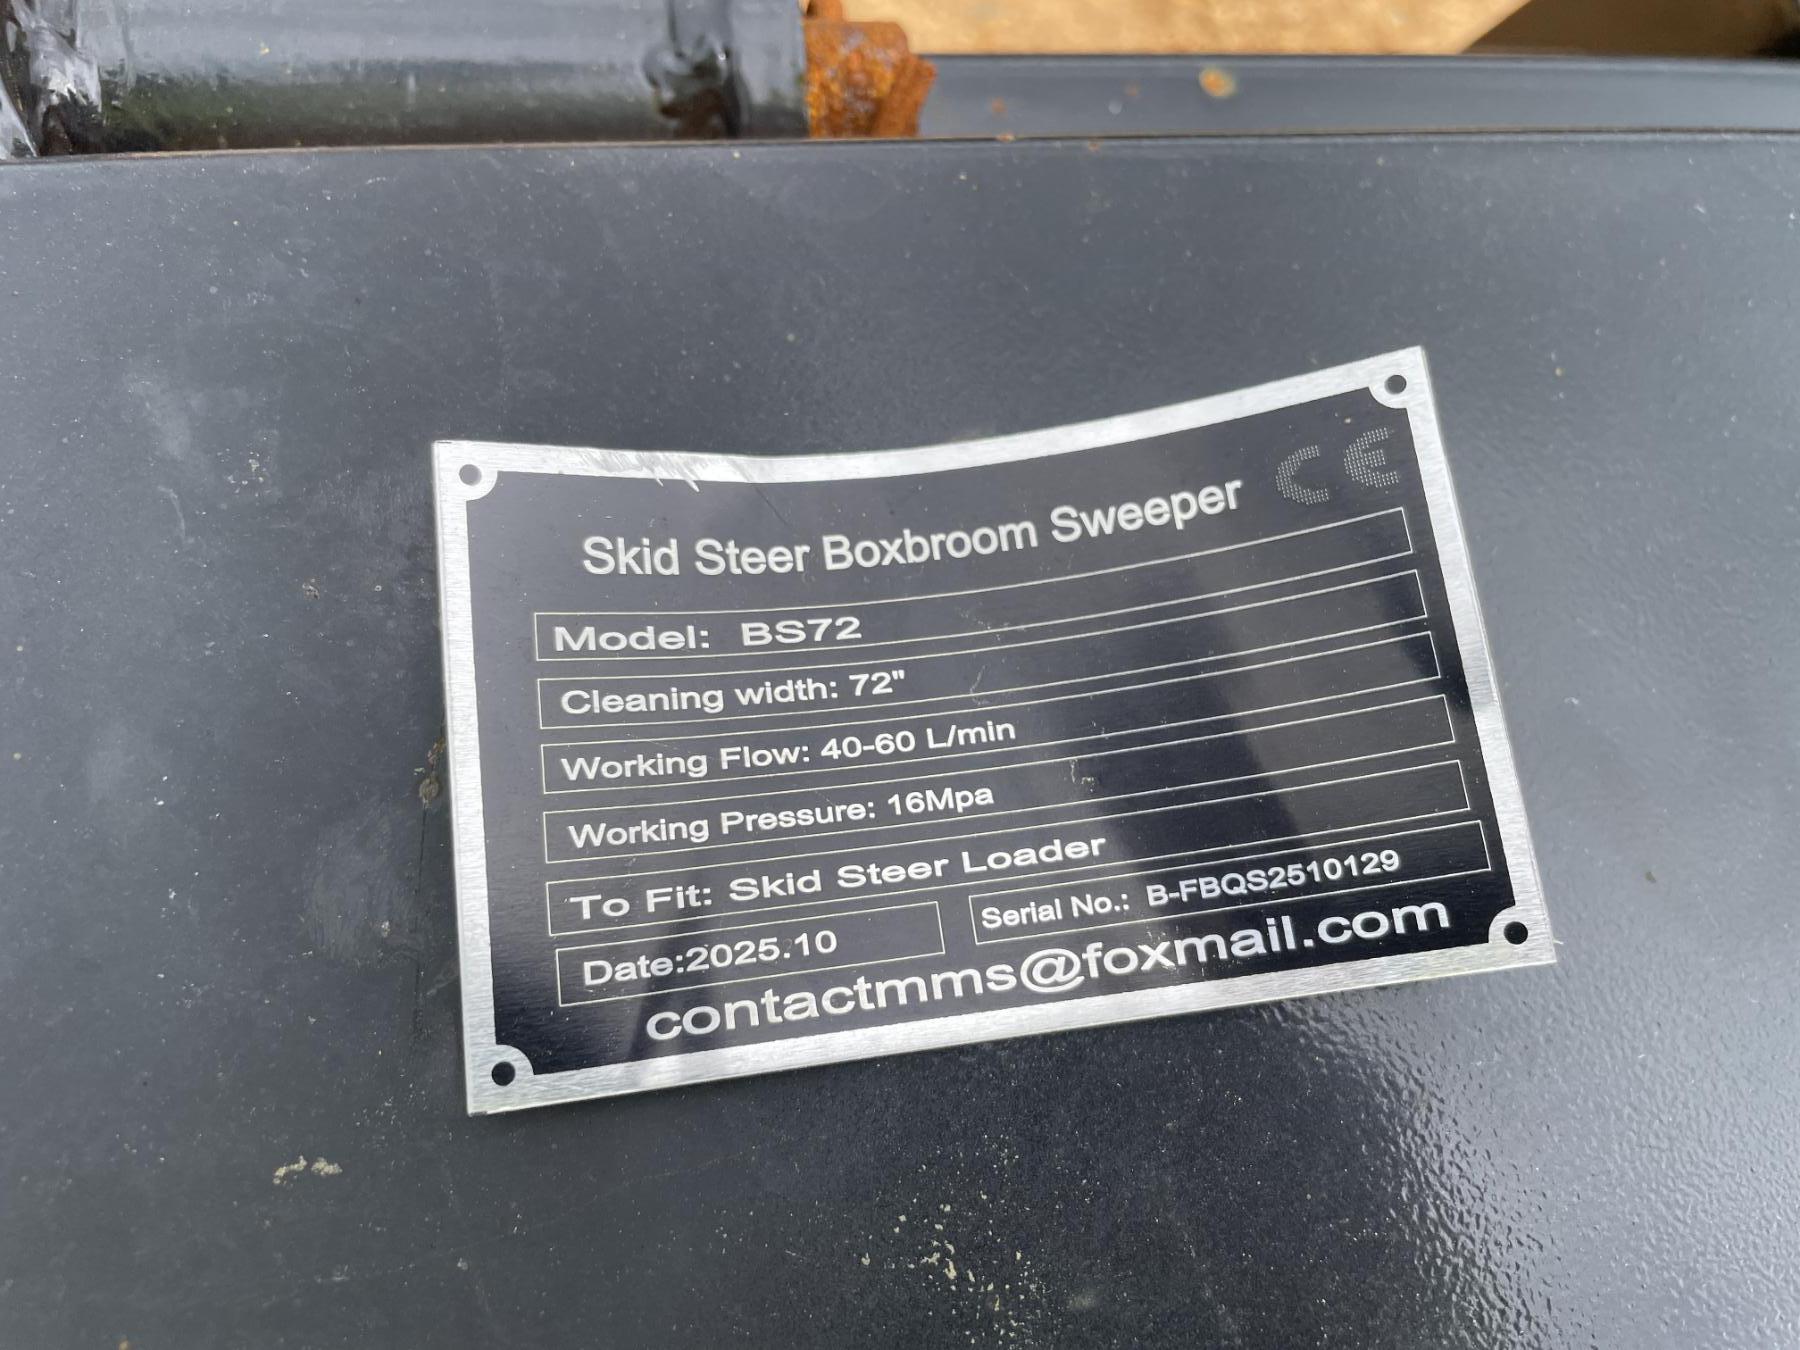 CE
Skid Steer Boxbroom Sweeper
Model: BS72
Cleaning width: 72"
Working Flow: 40-60 L/min
Working Pressure: 16Mpa
To Fit: Skid Steer Loader
Date:2025.10 Serial No.: B-FBQS2510129
contactmms@foxmail.com